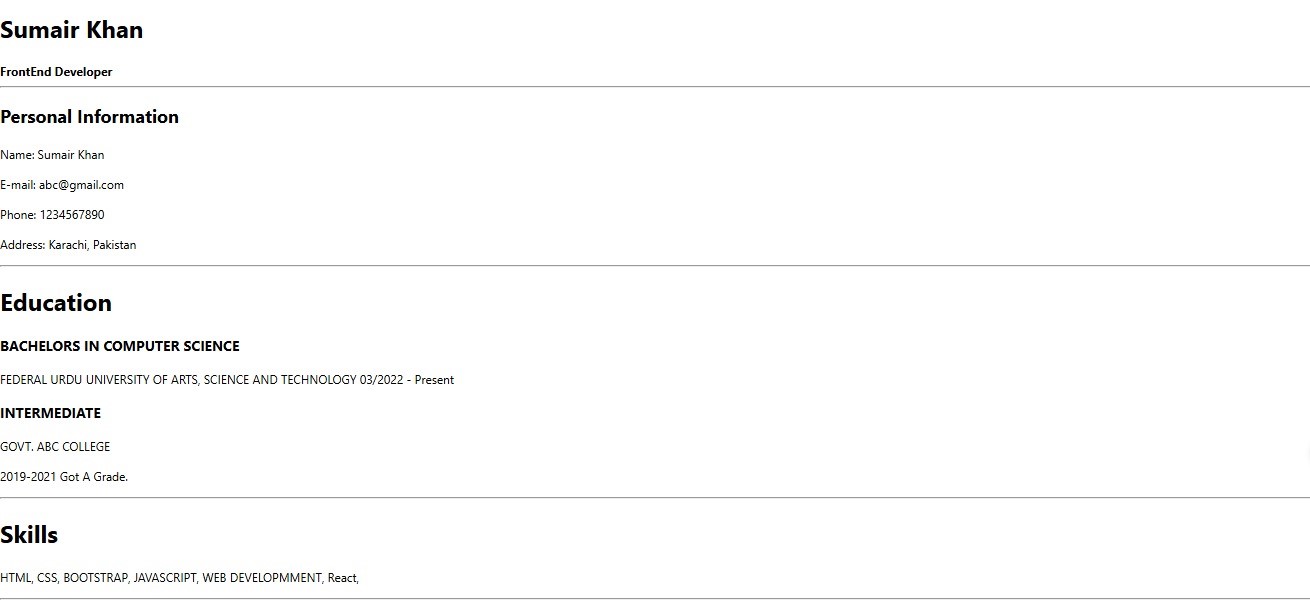 Sumair Khan
FrontEnd Developer
Personal Information
Name: Sumair Khan
E-mail: abc@gmail.com
Phone: 1234567890
Address: Karachi, Pakistan
Education
BACHELORS IN COMPUTER SCIENCE
FEDERAL URDU UNIVERSITY OF ARTS, SCIENCE AND TECHNOLOGY 03/2022 - Present
INTERMEDIATE
GOVT. ABC COLLEGE
2019-2021 Got A Grade.
Skills
HTML, CSS, BOOTSTRAP, JAVASCRIPT, WEB DEVELOPMMENT, React,